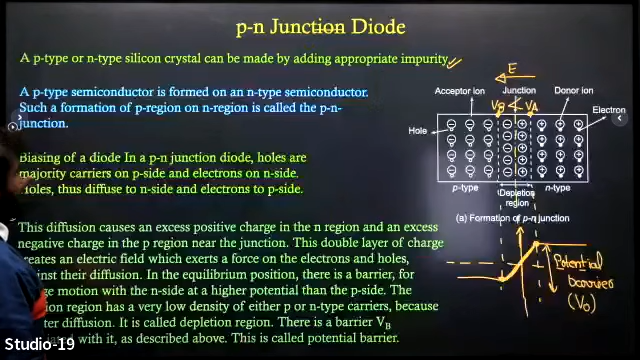 p-n Junction Diode
A p-type or n-type silicon crystal can be made by adding appropriate impurity.
A p-type semiconductor is formed on an n-type semiconductor.
Such a formation of p-region on n-region is called the p-n-
junction.
Biasing of a diode In a p-n junction diode, holes are
majority carriers on p-side and electrons on n-side.
Holes, thus diffuse to n-side and electrons to p-side.
This diffusion causes an excess positive charge in the n region and an excess
negative charge in the p region near the junction. This double layer of charge
creates an electric field which exerts a force on the electrons and holes,
against their diffusion. In the equilibrium position, there is a barrier, for
motion with the n-side at a higher potential than the p-side. The
region has a very low density of either p or n-type carriers, because
diffusion. It is called depletion region. There is a barrier V_B
with it, as described above. This is called potential barrier.
E
Acceptor ion
Junction
Donor ion
V_B
V_A
Electron
Hole
p-type
Depletion
region
n-type
(a) Formation of p-n junction
Potential
barrier
(V_0)
Studio-19